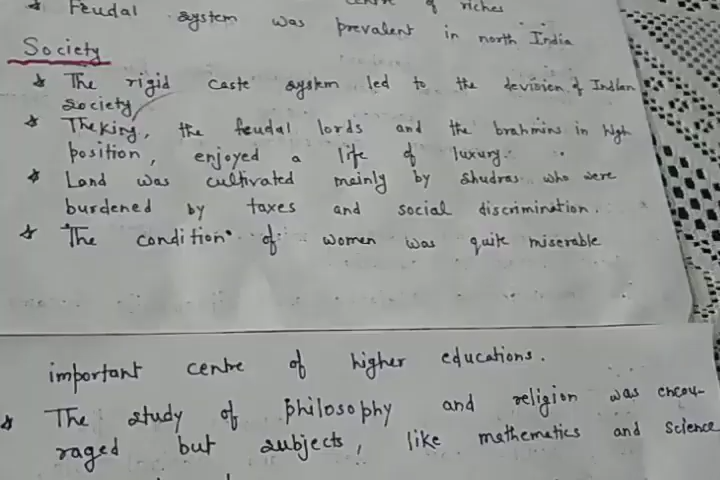 centre of riches
☆ Feudal system was prevalent in north India
Society
☆ The rigid caste system led to the devision of Indian
Society
☆ The King, the feudal lords and the brahmins in high
position, enjoyed a life of luxury.
☆ Land was cultivated mainly by shudras who were
burdened by taxes and social discrimination.
☆ The condition of women was quite miserable
important centre of higher educations.
☆ The study of philosophy and religion was encou-
raged but subjects, like mathematics and science